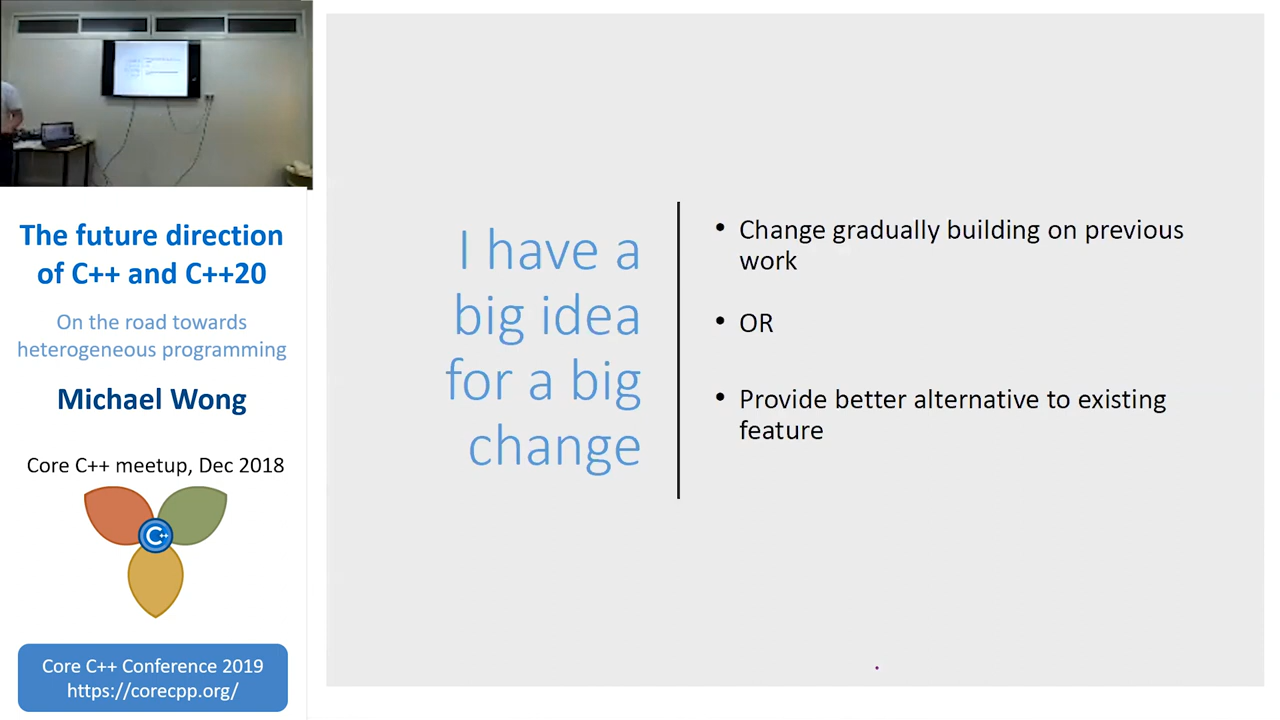 The future direction
of C++ and C++20
On the road towards
heterogeneous programming
Michael Wong
Core C++ meetup, Dec 2018
C++
Core C++ Conference 2019
https://corecpp.org/
I have a
big idea
for a big
change
• Change gradually building on previous
work
• OR
• Provide better alternative to existing
feature